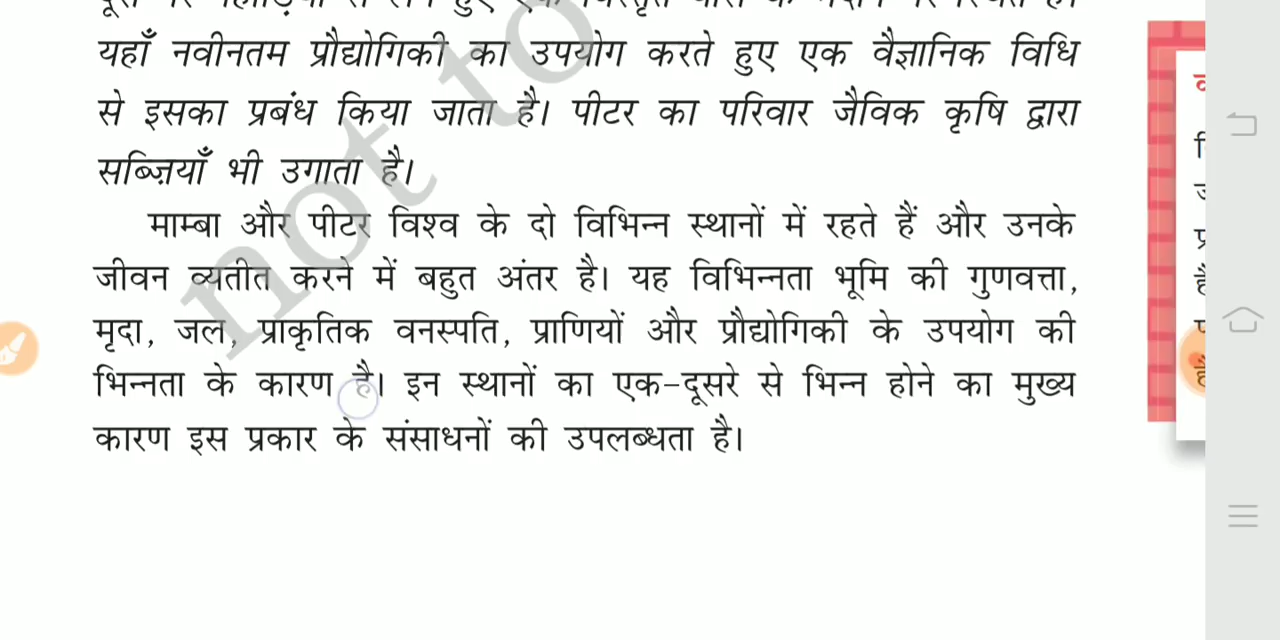 यहाँ नवीनतम प्रौद्योगिकी का उपयोग करते हुए एक वैज्ञानिक विधि
से इसका प्रबंध किया जाता है। पीटर का परिवार जैविक कृषि द्वारा
सब्ज़ियाँ भी उगाता है।
माम्बा और पीटर विश्व के दो विभिन्न स्थानों में रहते हैं और उनके
जीवन व्यतीत करने में बहुत अंतर है। यह विभिन्नता भूमि की गुणवत्ता,
मृदा, जल, प्राकृतिक वनस्पति, प्राणियों और प्रौद्योगिकी के उपयोग की
भिन्नता के कारण है। इन स्थानों का एक-दूसरे से भिन्न होने का मुख्य
कारण इस प्रकार के संसाधनों की उपलब्धता है।
not to